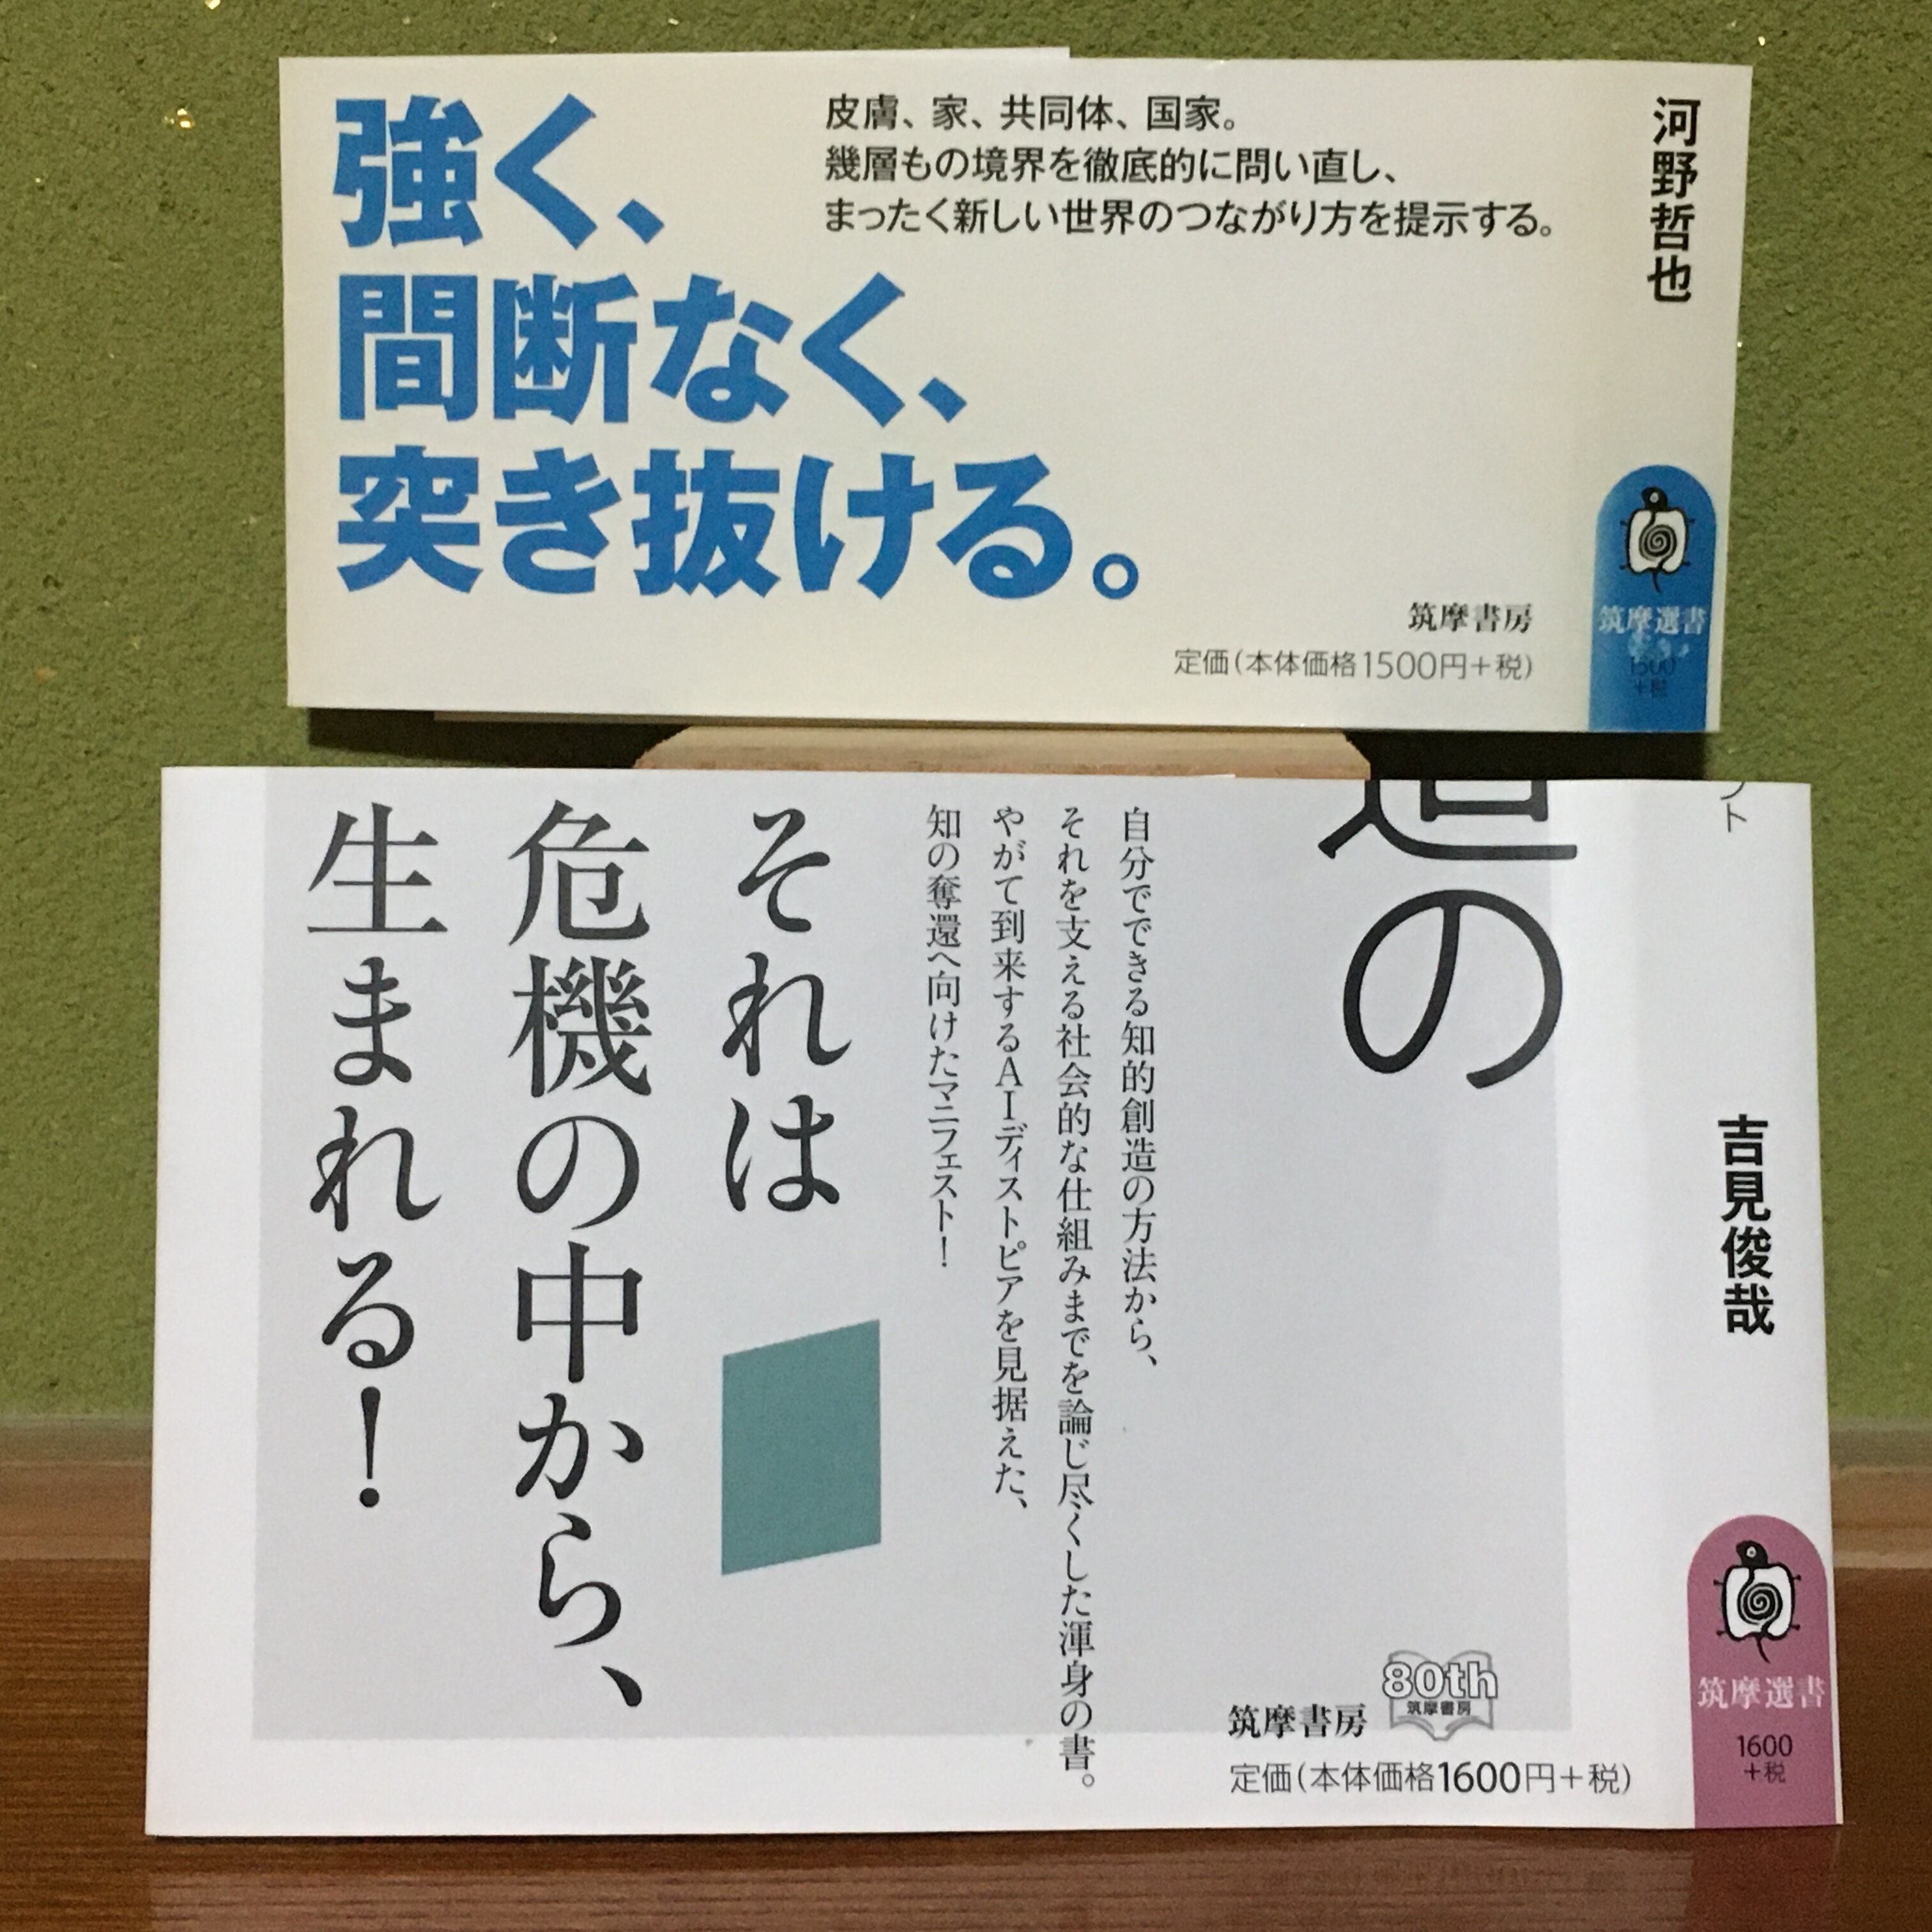 強く、
間断なく、
突き抜ける。
皮膚、家、共同体、国家。
幾層もの境界を徹底的に問い直し、
まったく新しい世界のつながり方を提示する。
筑摩書房
定価(本体価格1500円+税)
河野哲也
筑摩選書
1500
+税
の
自分でできる知的創造の方法から、
それを支える社会的な仕組みまでを論じ尽くした渾身の書。
やがて到来するAIディストピアを見据えた、
知の奪還へ向けたマニフェスト!
それは
危機の中から、
生まれる!
80th
筑摩書房
筑摩書房
定価(本体価格1600円+税)
ト
吉見俊哉
筑摩選書
1600
+税